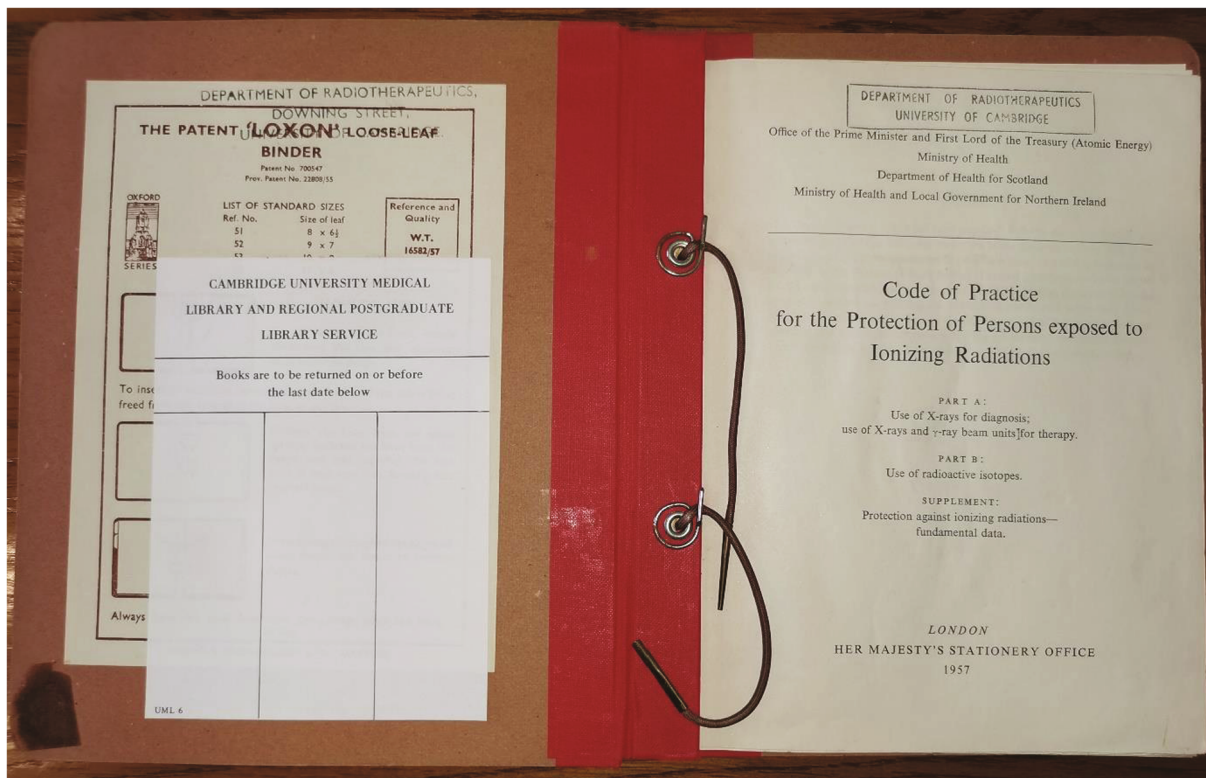 DEPARTMENT OF RADIOTHERAPEUTICS,
DOWNING STREET,
UNIVERSITY OF
THE PATENT 'LOXON' LOOSE-LEAF
BINDER
Patent No. 700547
Prov. Patent No. 22808/55
OXFORD
SERIES
LIST OF STANDARD SIZES
Ref. No. Size of leaf
51 8 x 6½
52 9 x 7
Reference and
Quality
W.T.
16582/57
To
freed
Always
CAMBRIDGE UNIVERSITY MEDICAL
LIBRARY AND REGIONAL POSTGRADUATE
LIBRARY SERVICE
Books are to be returned on or before
the last date below
UML 6
DEPARTMENT OF RADIOTHERAPEUTICS
UNIVERSITY OF CAMBRIDGE
Office of the Prime Minister and First Lord of the Treasury (Atomic Energy)
Ministry of Health
Department of Health for Scotland
Ministry of Health and Local Government for Northern Ireland
Code of Practice
for the Protection of Persons exposed to
Ionizing Radiations
PART A:
Use of X-rays for diagnosis;
use of X-rays and γ-ray beam units for therapy.
PART B:
Use of radioactive isotopes.
SUPPLEMENT:
Protection against ionizing radiations—
fundamental data.
LONDON
HER MAJESTY'S STATIONERY OFFICE
1957